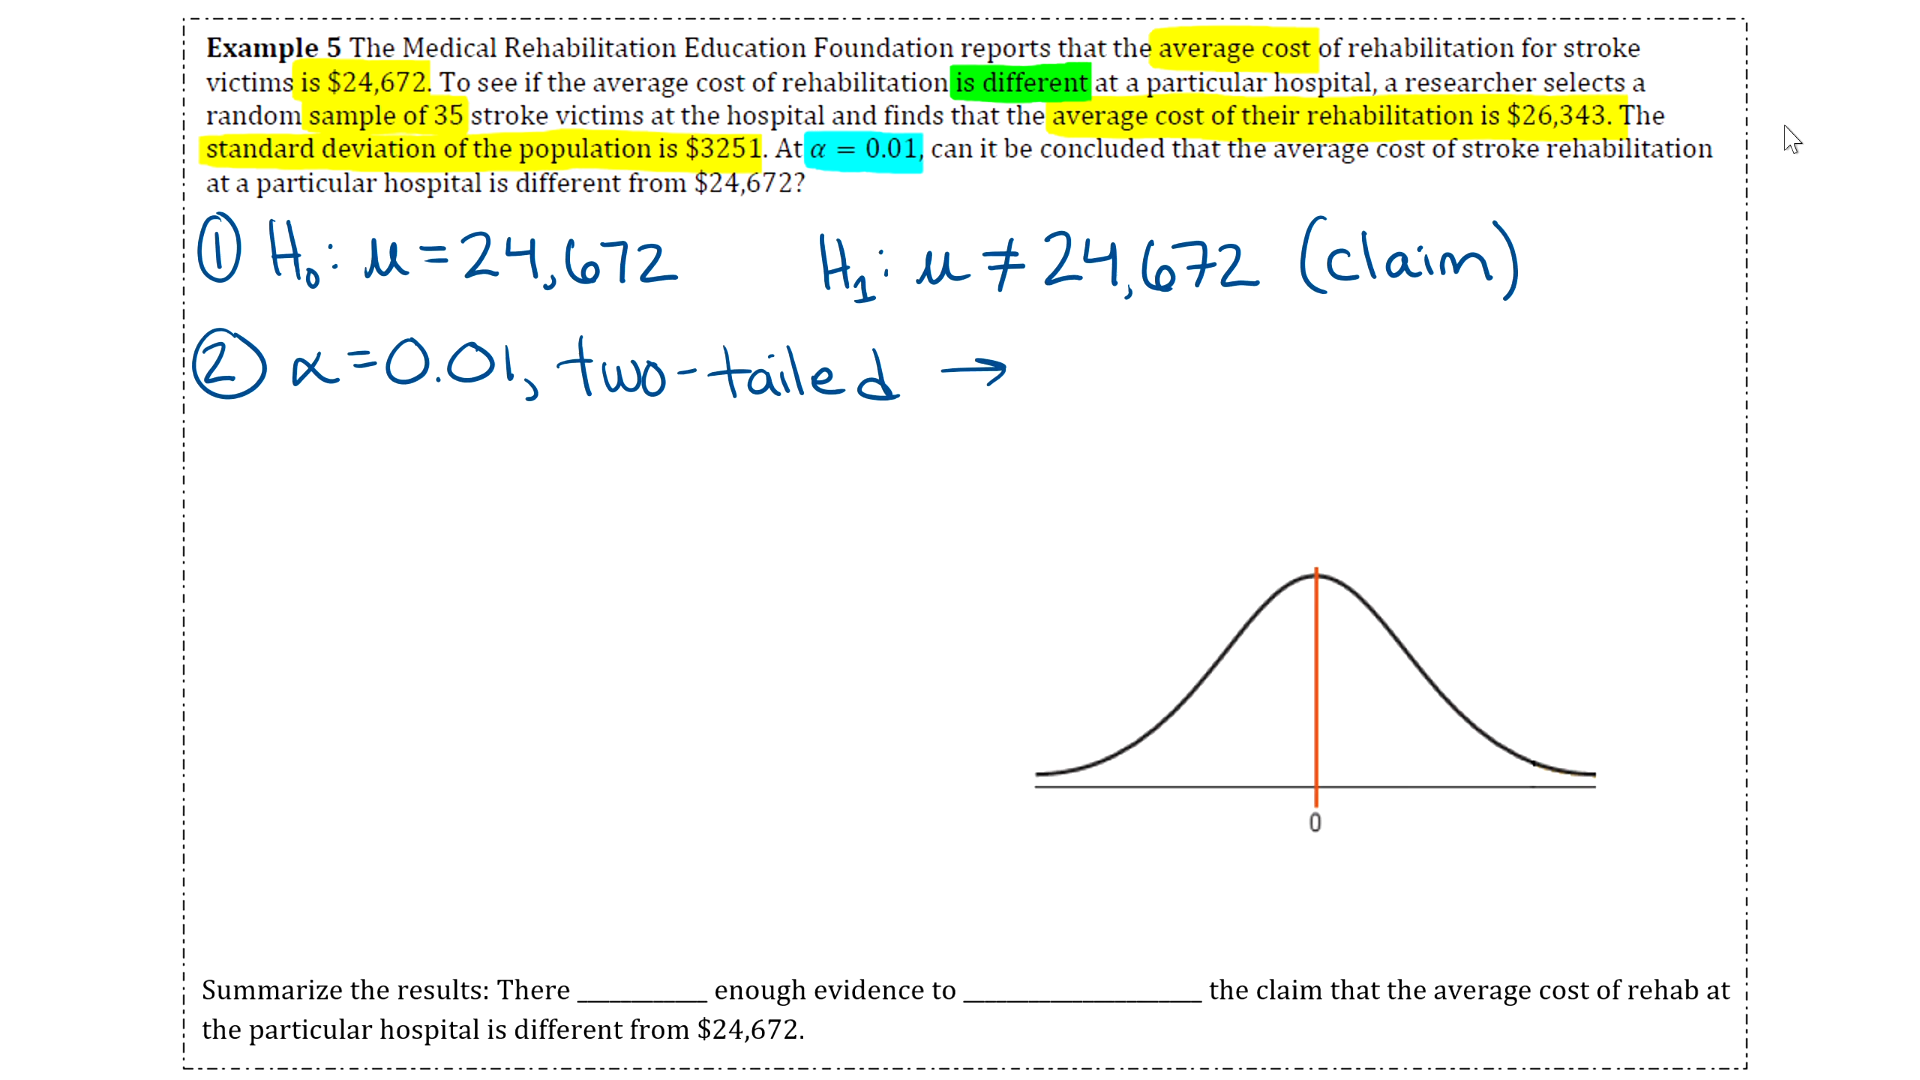 Example 5 The Medical Rehabilitation Education Foundation reports that the average cost of rehabilitation for stroke
victims is $24,672. To see if the average cost of rehabilitation is different at a particular hospital, a researcher selects a
random sample of 35 stroke victims at the hospital and finds that the average cost of their rehabilitation is $26,343. The
standard deviation of the population is $3251. At α = 0.01, can it be concluded that the average cost of stroke rehabilitation
at a particular hospital is different from $24,672?
① H₀: μ = 24,672 H₁: μ ≠ 24,672 (claim)
② α = 0.01, two-tailed →
0
Summarize the results: There __________ enough evidence to __________________ the claim that the average cost of rehab at
the particular hospital is different from $24,672.